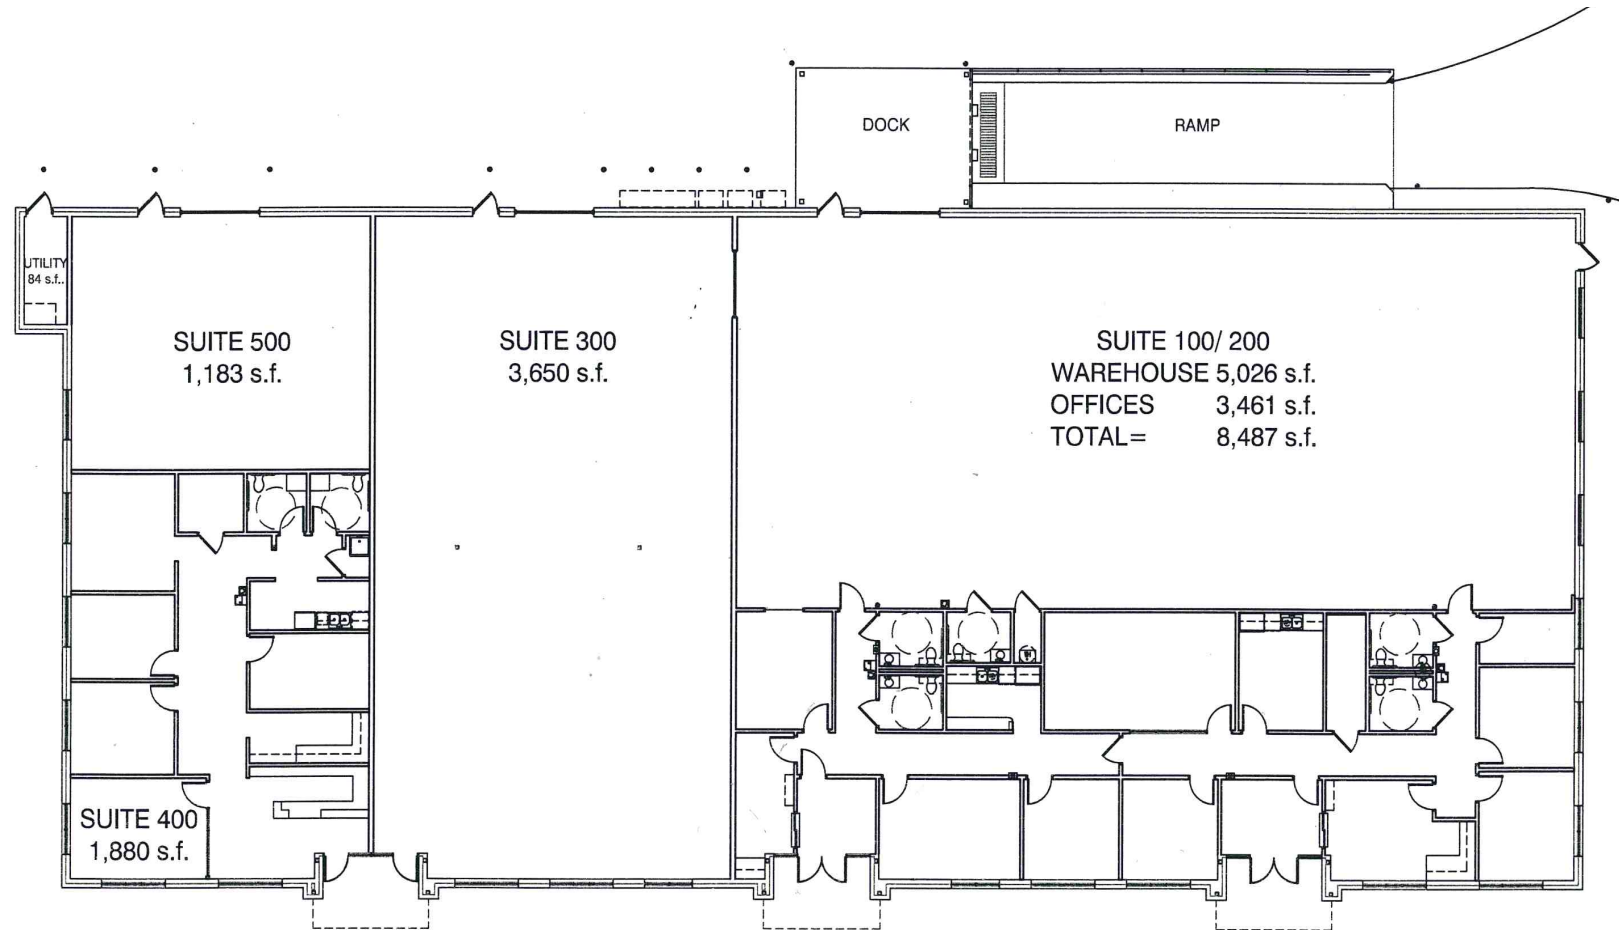 DOCK
RAMP
UTILITY
84 s.f..
SUITE 500
1,183 s.f.
SUITE 300
3,650 s.f.
SUITE 100/ 200
WAREHOUSE 5,026 s.f.
OFFICES 3,461 s.f.
TOTAL= 8,487 s.f.
SUITE 400
1,880 s.f.